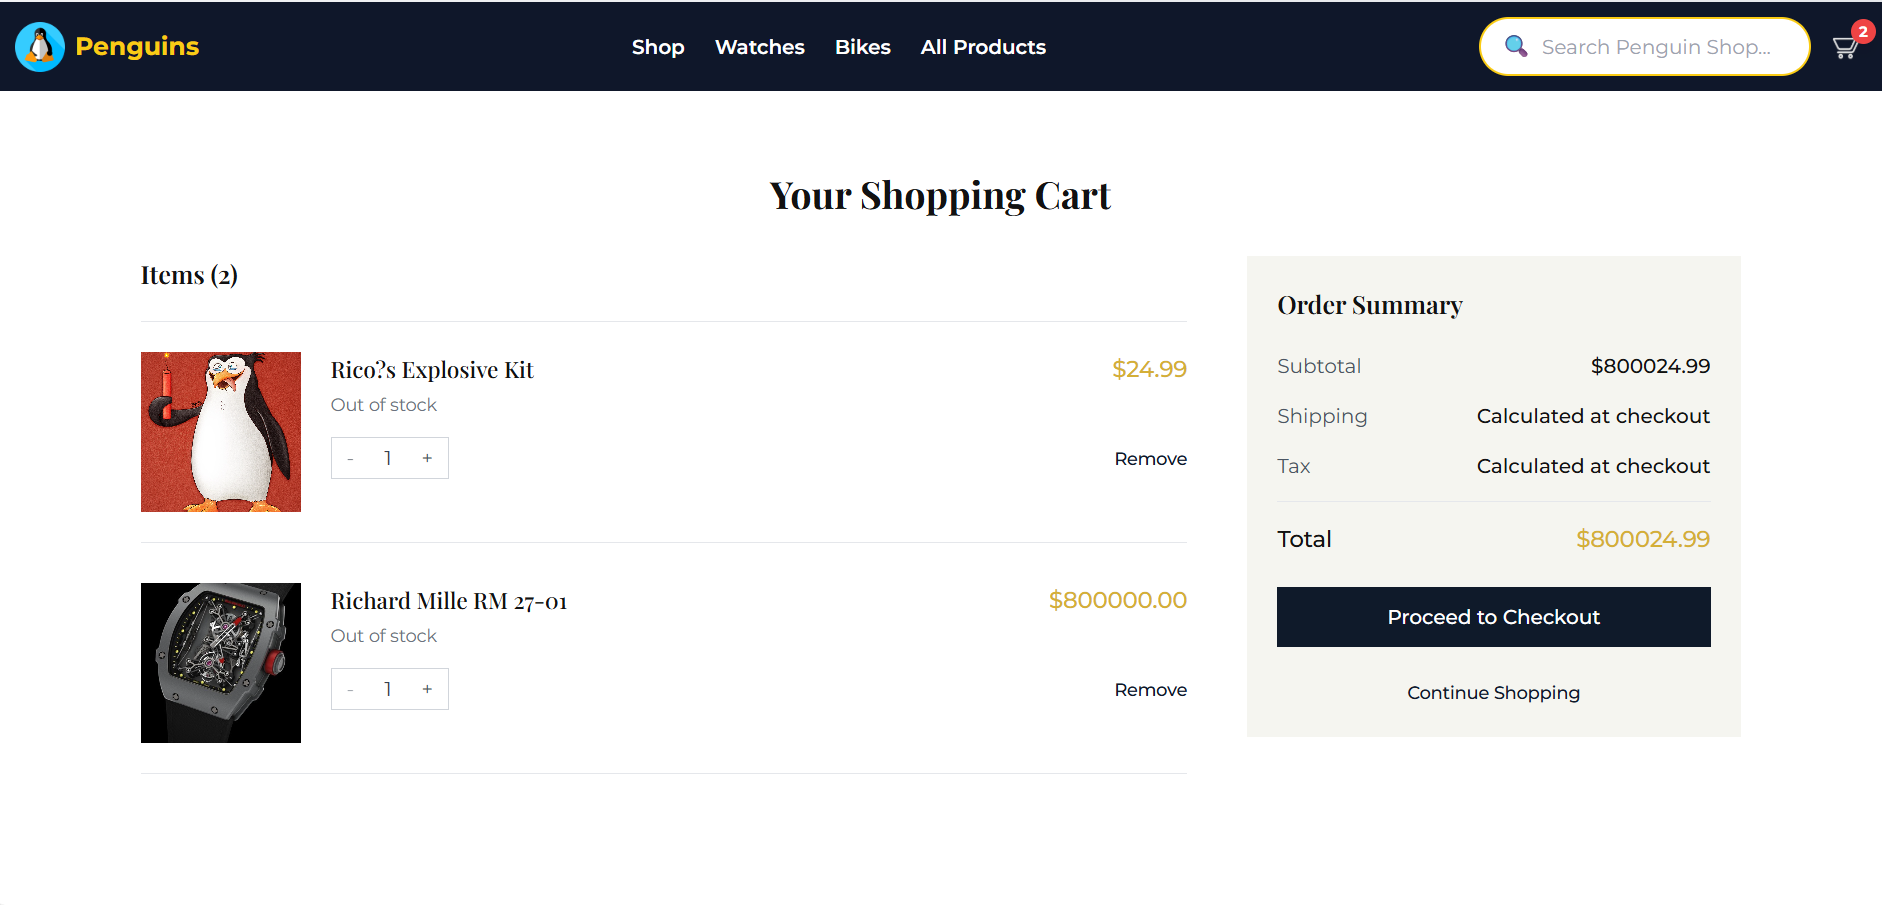 Penguins
Shop Watches Bikes All Products
Search Penguin Shop...
2
Your Shopping Cart
Items (2)
Rico?s Explosive Kit
$24.99
Out of stock
- 1 +
Remove
Richard Mille RM 27-01
$800000.00
Out of stock
- 1 +
Remove
Order Summary
Subtotal $800024.99
Shipping Calculated at checkout
Tax Calculated at checkout
Total $800024.99
Proceed to Checkout
Continue Shopping